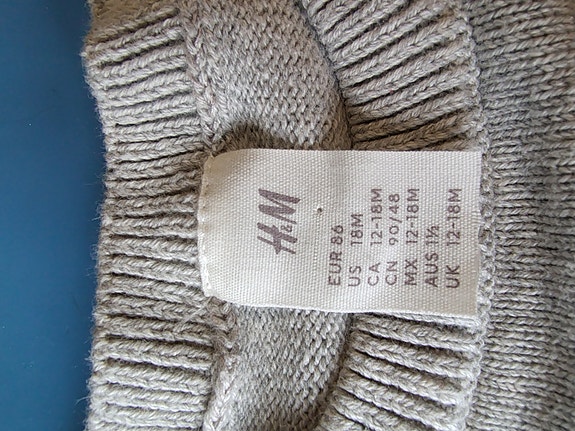 H&M
EUR 86
US 18M
CA 12-18M
CN 90/48
MX 12-18M
AUS 1½
UK 12-18M